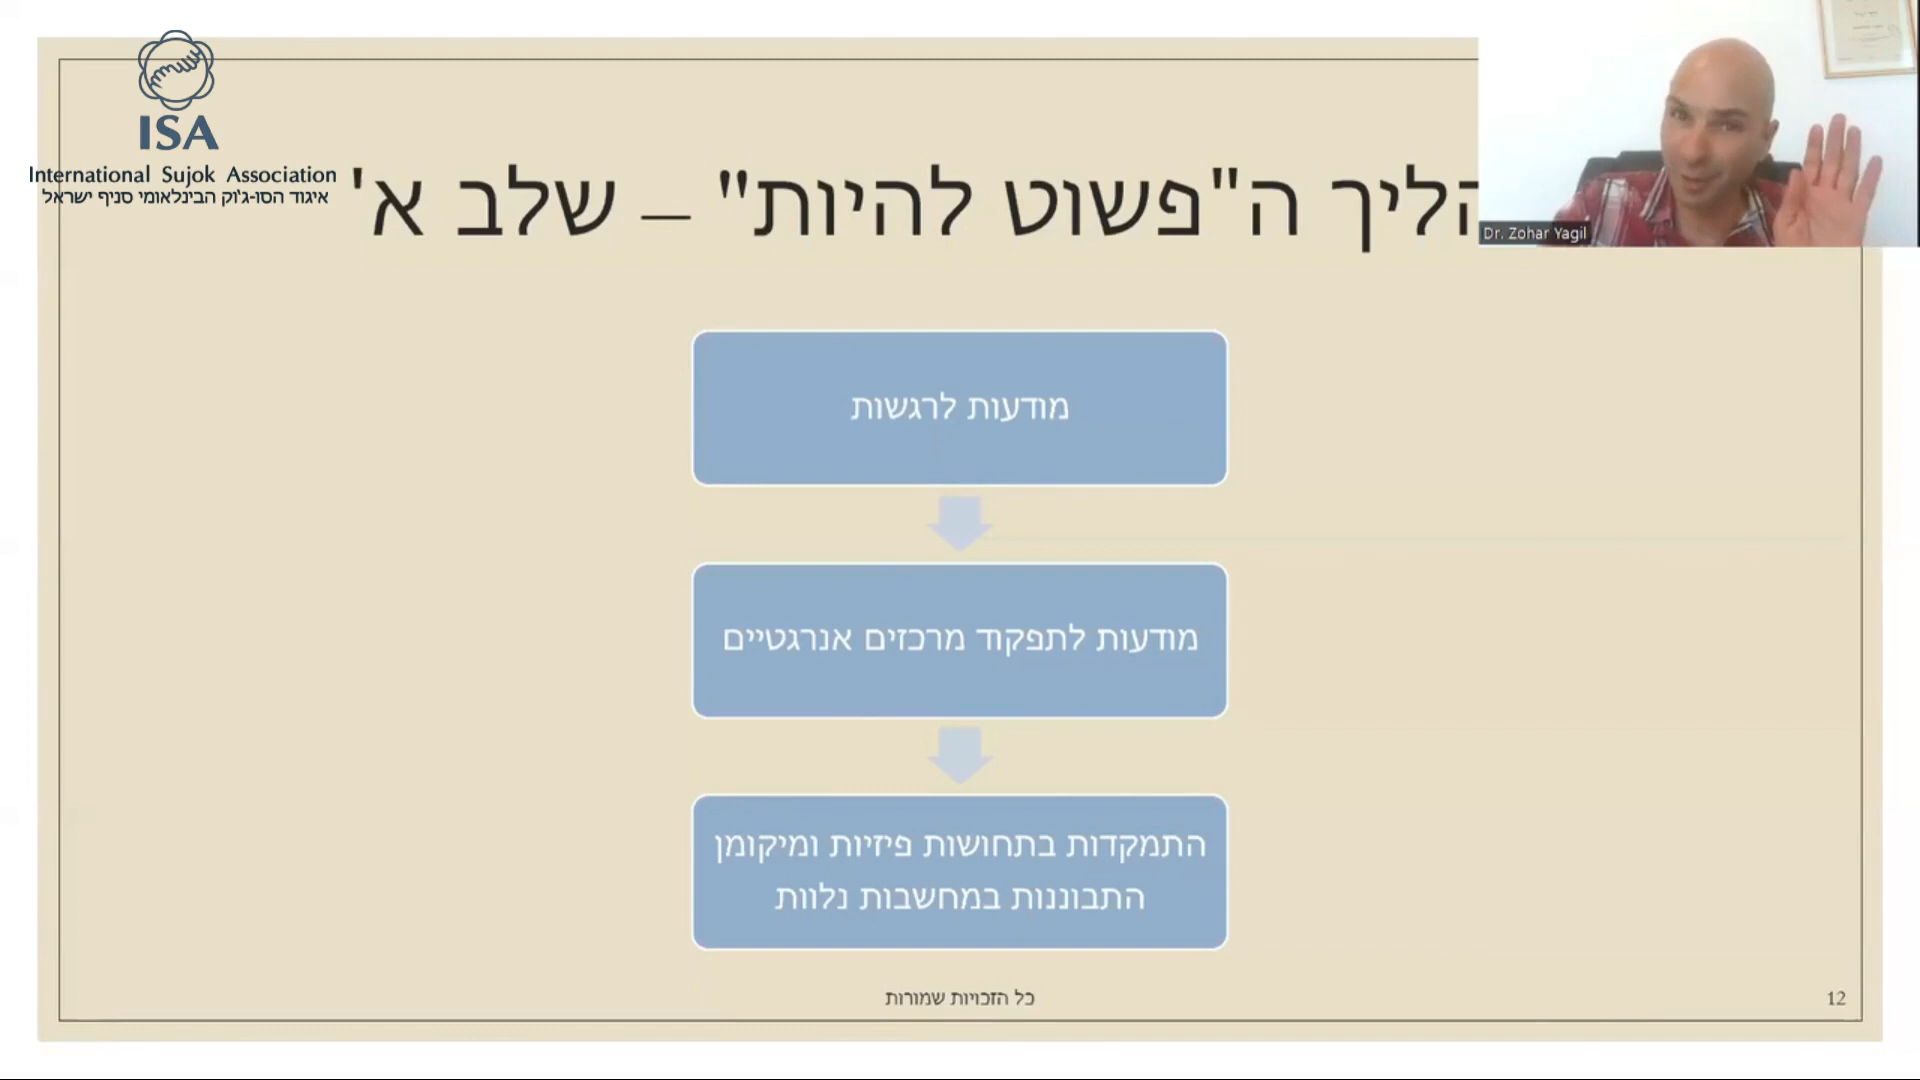 ISA
International Sujok Association
איגוד הסו-ג'וק הבינלאומי סניף ישראל
הליך ה"פשוט להיות" – שלב א'
Dr. Zohar Yagil
מודעות לרגשות
מודעות לתפקוד מרכזים אנרגטיים
התמקדות בתחושות פיזיות ומיקומן
התבוננות במחשבות נלוות
כל הזכויות שמורות
12